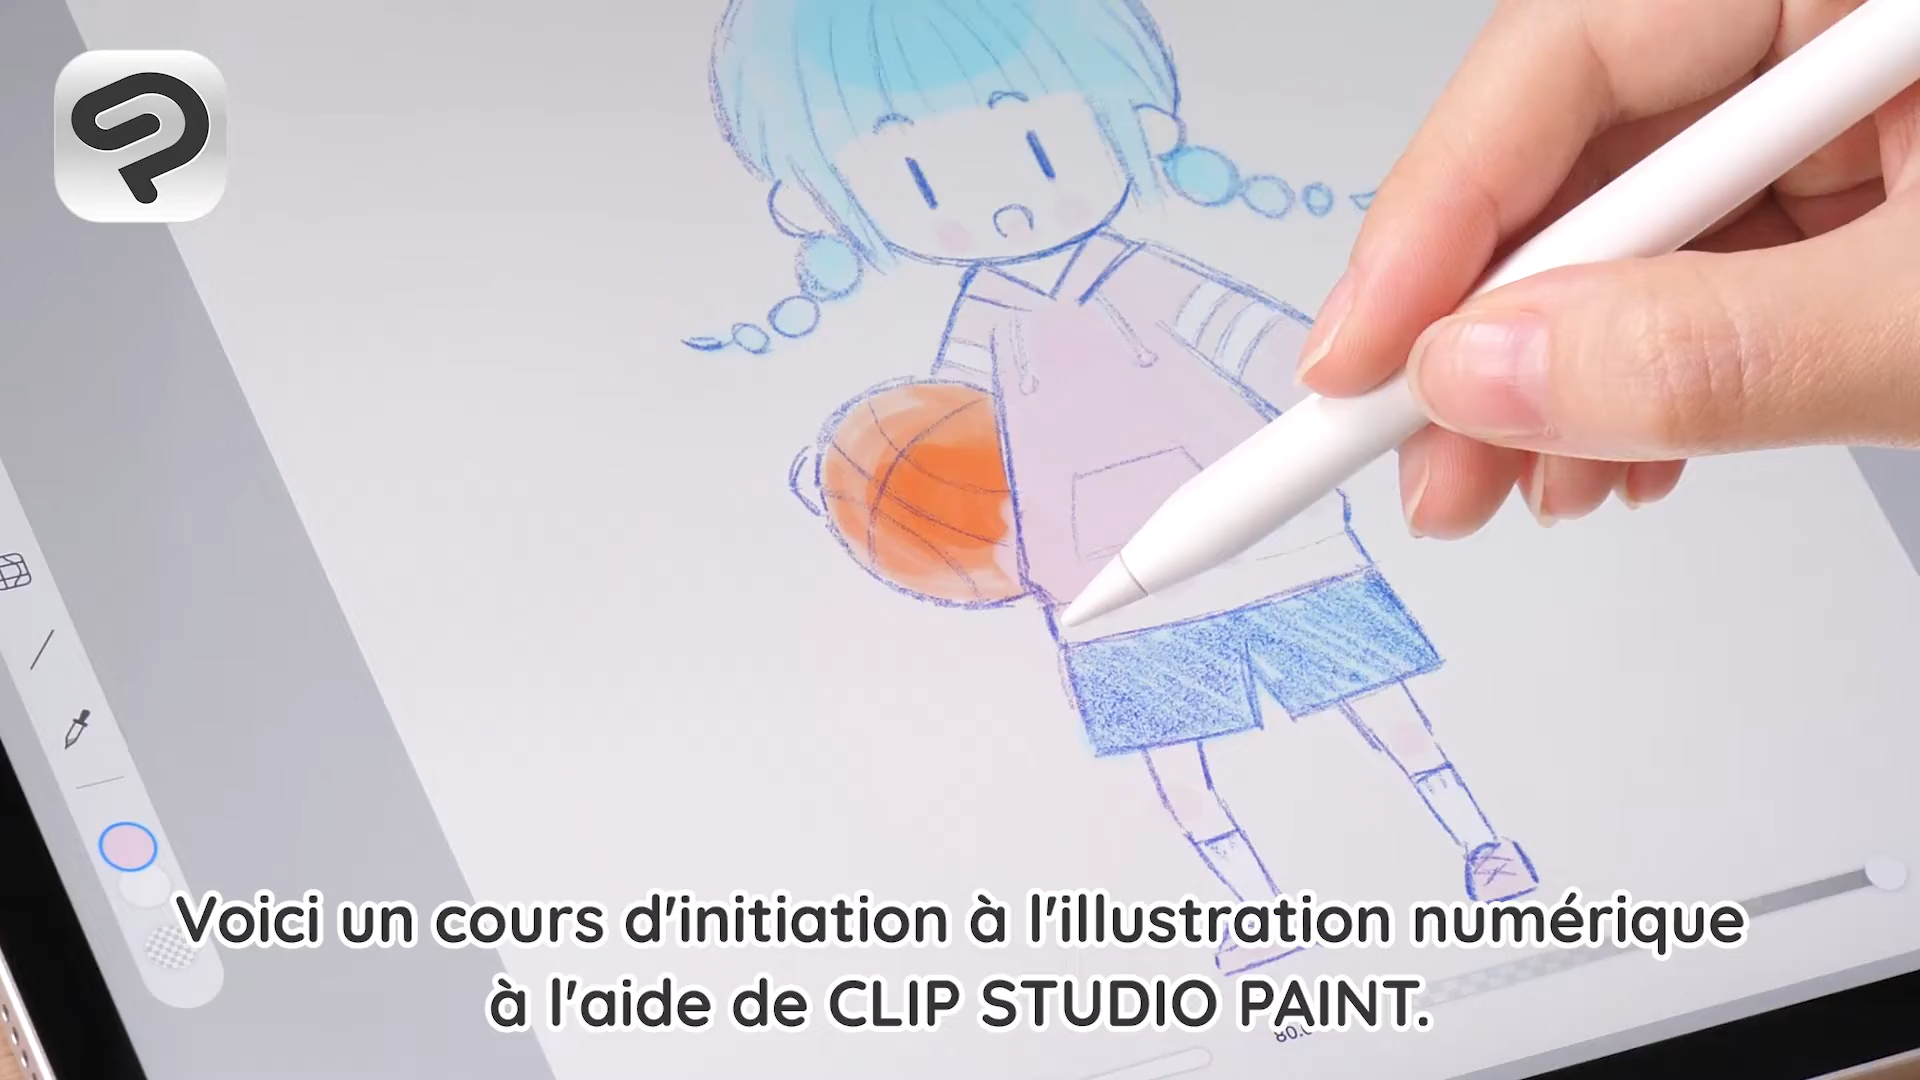 Voici un cours d'initiation à l'illustration numérique
à l'aide de CLIP STUDIO PAINT.